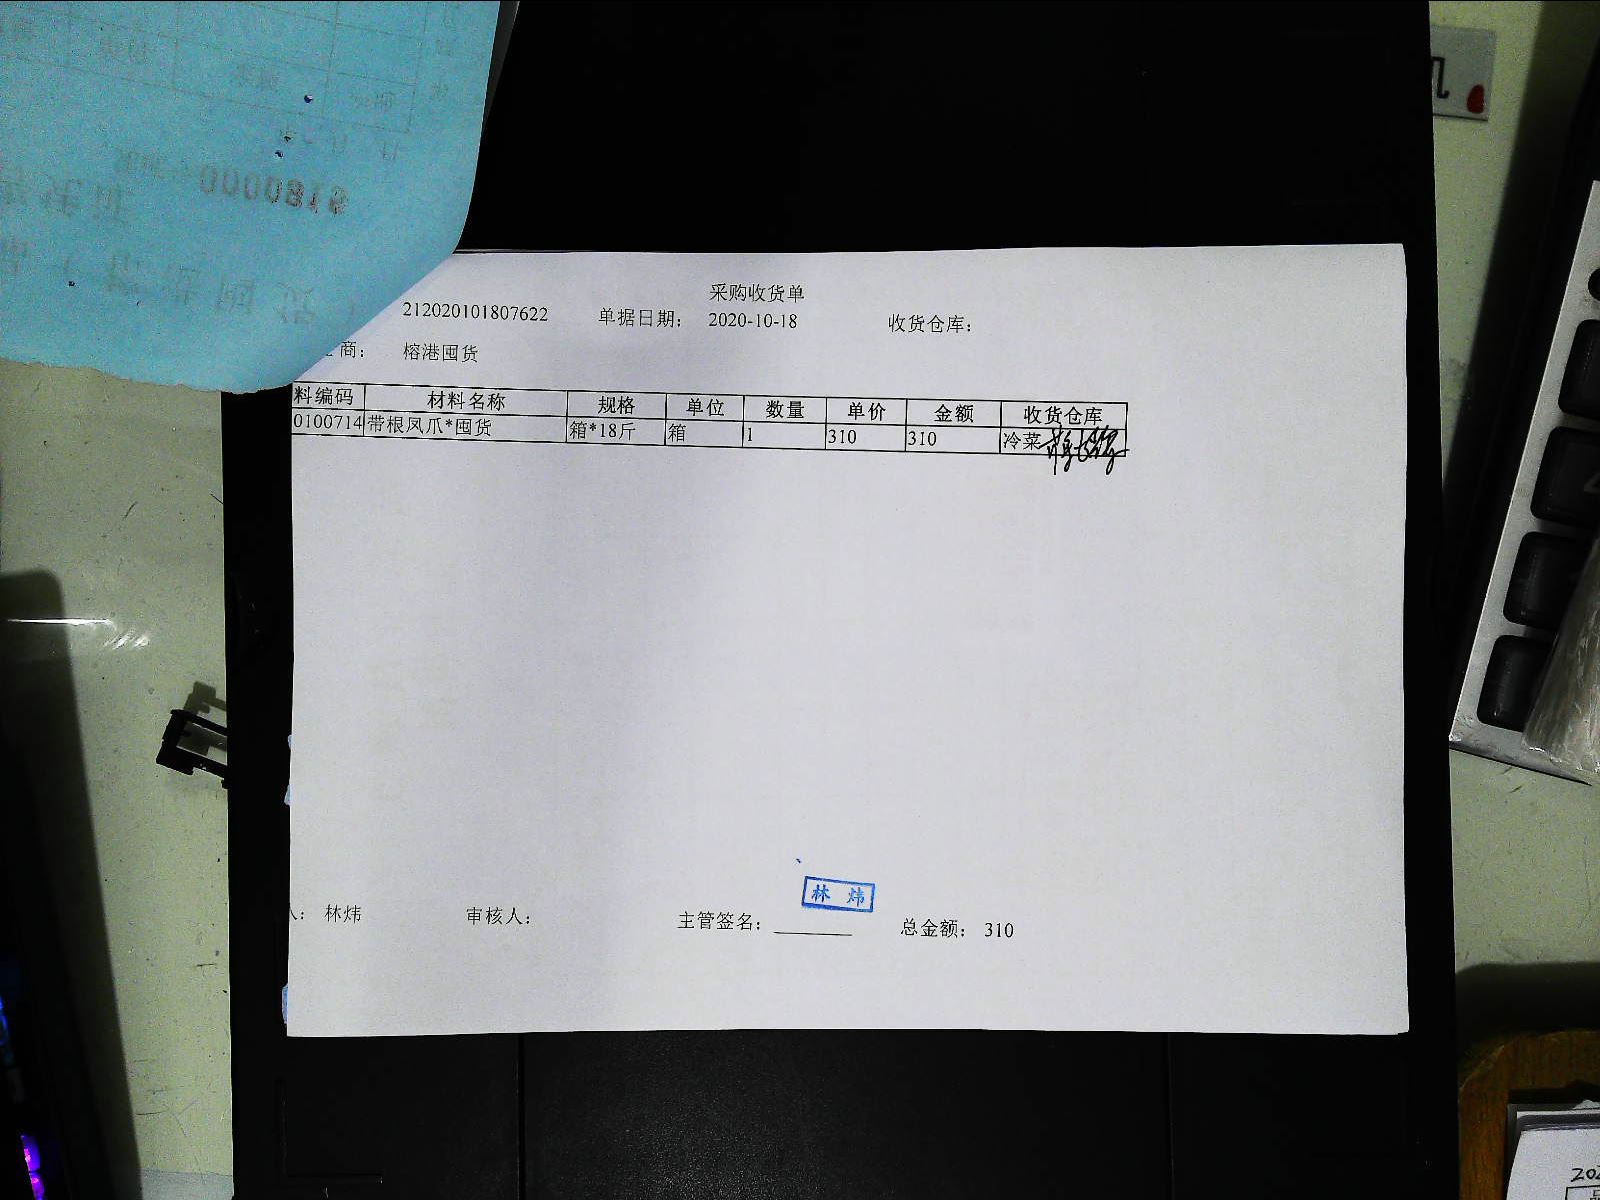 采购收货单
212020101807622 单据日期： 2020-10-18 收货仓库：
商： 榕港囤货
料编码 材料名称 规格 单位 数量 单价 金额 收货仓库
0100714 带根凤爪*囤货 箱*18斤 箱 1 310 310 冷菜
林 炜
人： 林炜 审核人： 主管签名： 总金额： 310